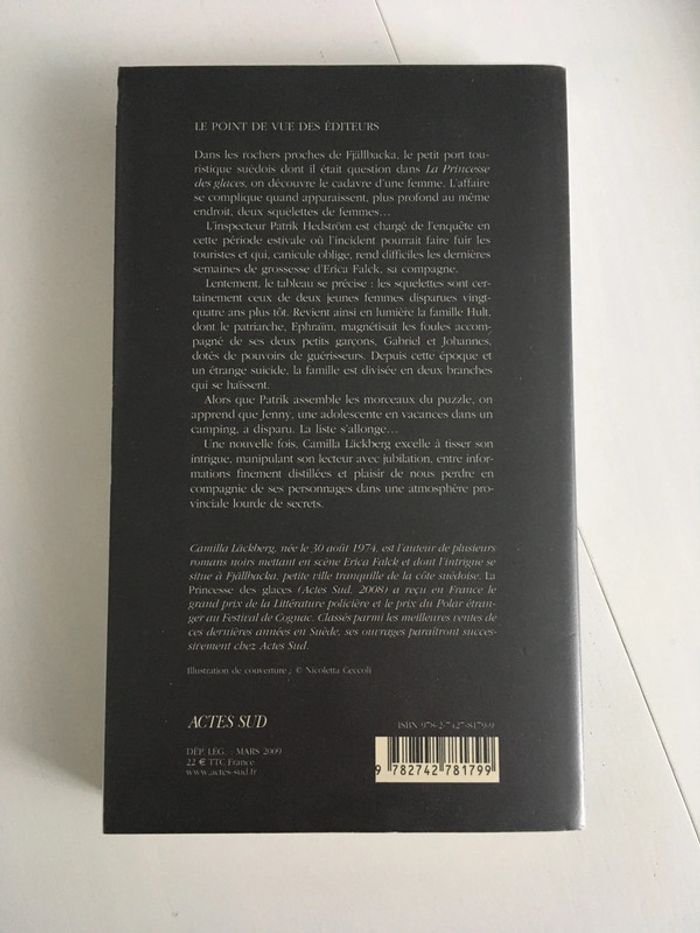 LE POINT DE VUE DES ÉDITEURS
Dans les rochers proches de Fjällbacka, le petit port tou-
ristique suédois dont il était question dans La Princesse
des glaces, on découvre le cadavre d'une femme. L'affaire
se complique quand apparaissent, plus profond au même
endroit, deux squelettes de femmes…
L'inspecteur Patrik Hedström est chargé de l'enquête en
cette période estivale où l'incident pourrait faire fuir les
touristes et qui, canicule oblige, rend difficiles les dernières
semaines de grossesse d'Erica Falck, sa compagne.
Lentement, le tableau se précise : les squelettes sont cer-
tainement ceux de deux jeunes femmes disparues vingt-
quatre ans plus tôt. Revient ainsi en lumière la famille Hult,
dont le patriarche, Ephraïm, magnétisait les foules accom-
pagné de ses deux petits garçons, Gabriel et Johannes,
dotés de pouvoirs de guérisseurs. Depuis cette époque et
un étrange suicide, la famille est divisée en deux branches
qui se haïssent.
Alors que Patrik assemble les morceaux du puzzle, on
apprend que Jenny, une adolescente en vacances dans un
camping, a disparu. La liste s'allonge…
Une nouvelle fois, Camilla Läckberg excelle à tisser son
intrigue, manipulant son lecteur avec jubilation, entre infor-
mations finement distillées et plaisir de nous perdre en
compagnie de ses personnages dans une atmosphère pro-
vinciale lourde de secrets.
Camilla Läckberg, née le 30 août 1974, est l'auteur de plusieurs
romans noirs mettant en scène Erica Falck et dont l'intrigue se
situe à Fjällbacka, petite ville tranquille de la côte suédoise. La
Princesse des glaces (Actes Sud, 2008) a reçu en France le
grand prix de la Littérature policière et le prix du Polar étran-
ger au Festival de Cognac. Classés parmi les meilleures ventes de
ces dernières années en Suède, ses ouvrages paraîtront succes-
sivement chez Actes Sud.
Illustration de couverture : © Nicoletta Ceccoli
ACTES SUD
DÉP. LÉG. : MARS 2009
22 € TTC France
www.actes-sud.fr
ISBN 978-2-7427-8179-9
9 782742 781799